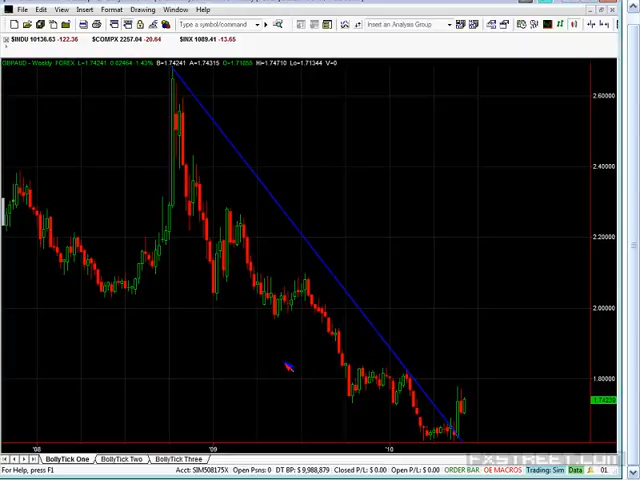 File Edit View Insert Format Drawing Window Help
Type a symbol/command
Insert an Analysis Group
$INDU 10136.63 -122.36 $COMPX 2257.04 -20.64 $INX 1089.41 -13.65
GBPAUD - Weekly FOREX L=1.74241 0.02464 1.43% B=1.74241 A=1.74315 O=1.71855 Hi=1.74710 Lo=1.71344 V=0
2.60000
2.40000
2.20000
2.00000
1.80000
1.74239
'08 '09 '10
BollyTick One BollyTick Two BollyTick Three
FXSTREET.COM
For Help, press F1 Acct: SIM508175X Open Psns: 0 DT BP: $ 9,988,879 Closed P/L: $ 0.00 Open P/L: $ 0.00 ORDER BAR OE MACROS Trading: Sim Data 01